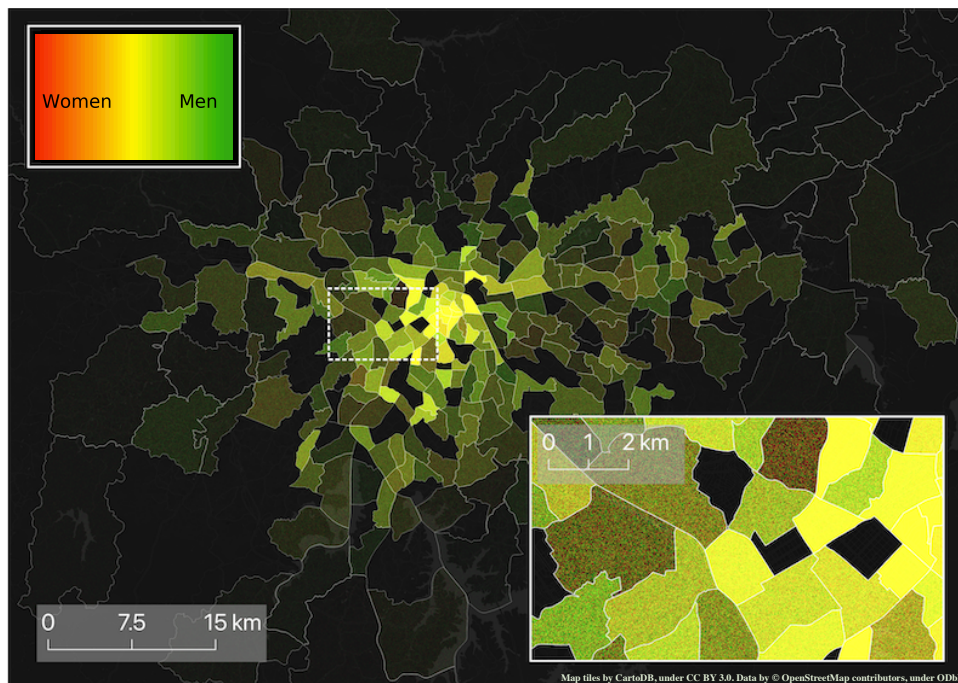 Women Men
0 1 2 km
0 7.5 15 km
Map tiles by CartoDB, under CC BY 3.0. Data by © OpenStreetMap contributors, under ODb